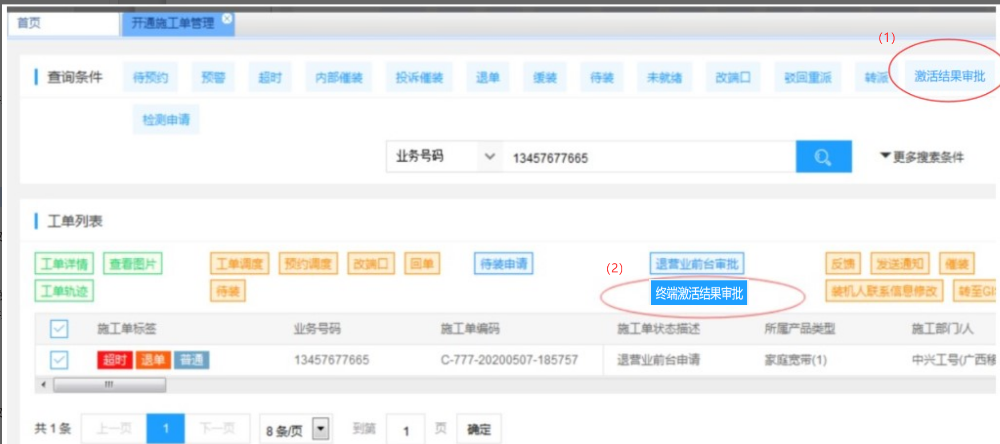 首页 开通施工单管理
(1)
查询条件 待预约 预警 超时 内部催装 投诉催装 退单 缓装 待装 未就绪 改端口 驳回重派 转派 激活结果审批
检测申请
业务号码 13457677665 更多搜索条件
工单列表
工单详情 查看图片 工单调度 预约调度 改端口 回单 待装申请 退营业前台审批 反馈 发送通知 催装
(2)
工单轨迹 待装 终端激活结果审批 装机人联系信息修改 转至GI
施工单标签 业务号码 施工单编码 施工单状态描述 所属产品类型 施工部门/人
超时 退单 普通 13457677665 C-777-20200507-185757 退营业前台申请 家庭宽带(1) 中兴工号(广西移
共 1 条 上一页 1 下一页 8 条/页 到第 1 页 确定